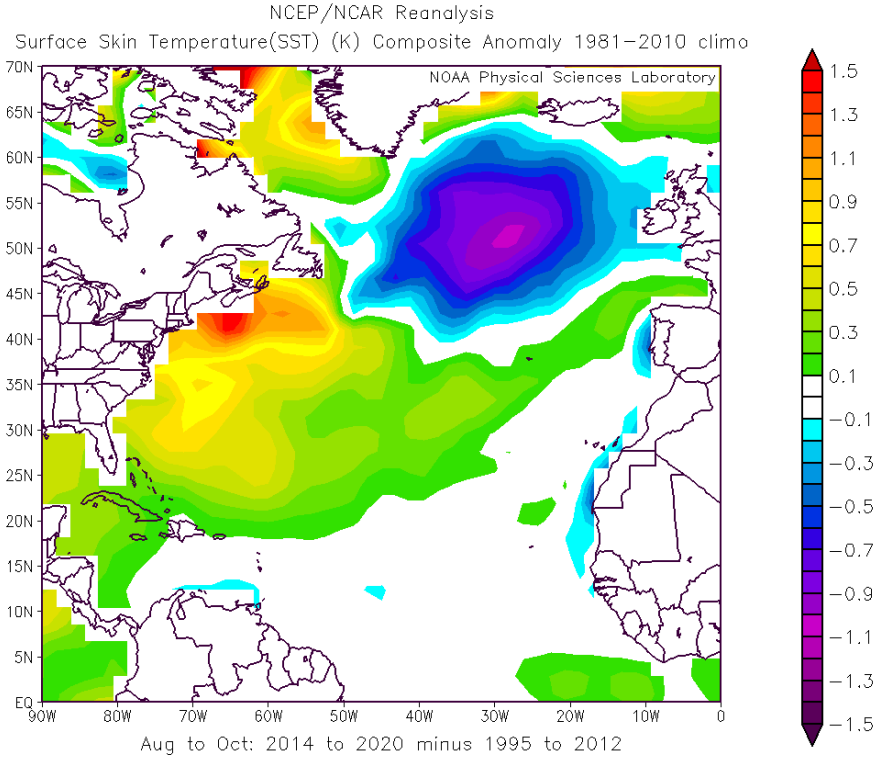 NCEP/NCAR Reanalysis
Surface Skin Temperature(SST) (K) Composite Anomaly 1981-2010 climo
NOAA Physical Sciences Laboratory
70N
65N
60N
55N
50N
45N
40N
35N
30N
25N
20N
15N
10N
5N
EQ
90W 80W 70W 60W 50W 40W 30W 20W 10W 0
1.5
1.3
1.1
0.9
0.7
0.5
0.3
0.1
-0.1
-0.3
-0.5
-0.7
-0.9
-1.1
-1.3
-1.5
Aug to Oct: 2014 to 2020 minus 1995 to 2012